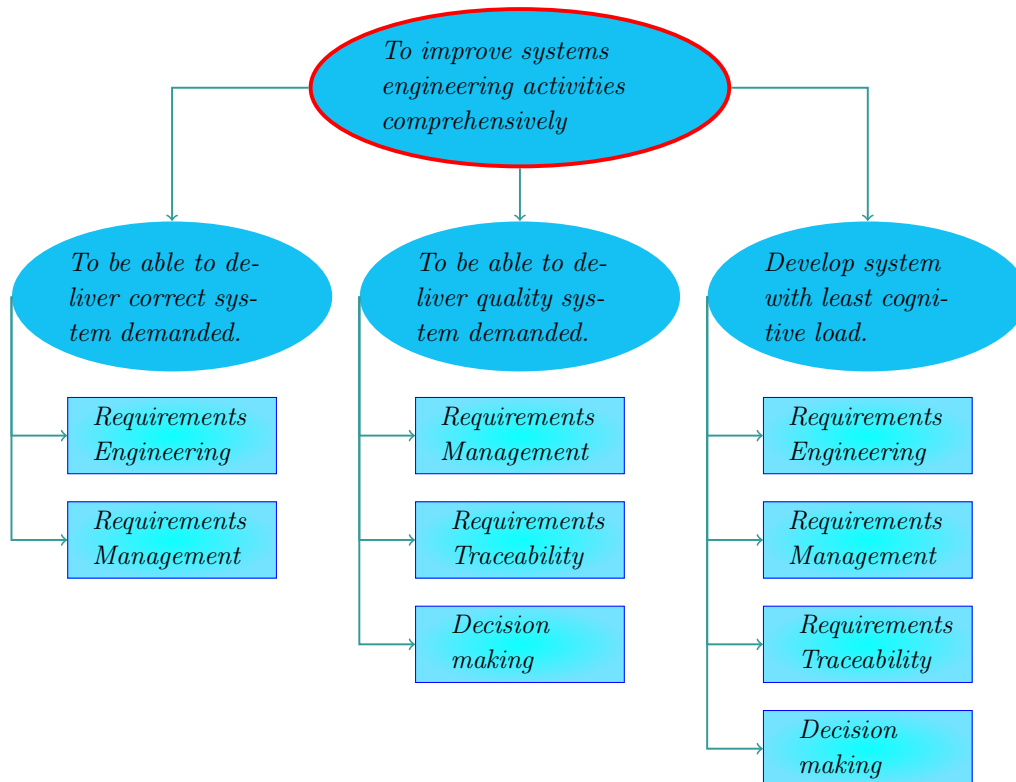 To improve systems
engineering activities
comprehensively
To be able to de-
liver correct sys-
tem demanded.
To be able to de-
liver quality sys-
tem demanded.
Develop system
with least cogni-
tive load.
Requirements
Engineering
Requirements
Management
Requirements
Management
Requirements
Traceability
Decision
making
Requirements
Engineering
Requirements
Management
Requirements
Traceability
Decision
making